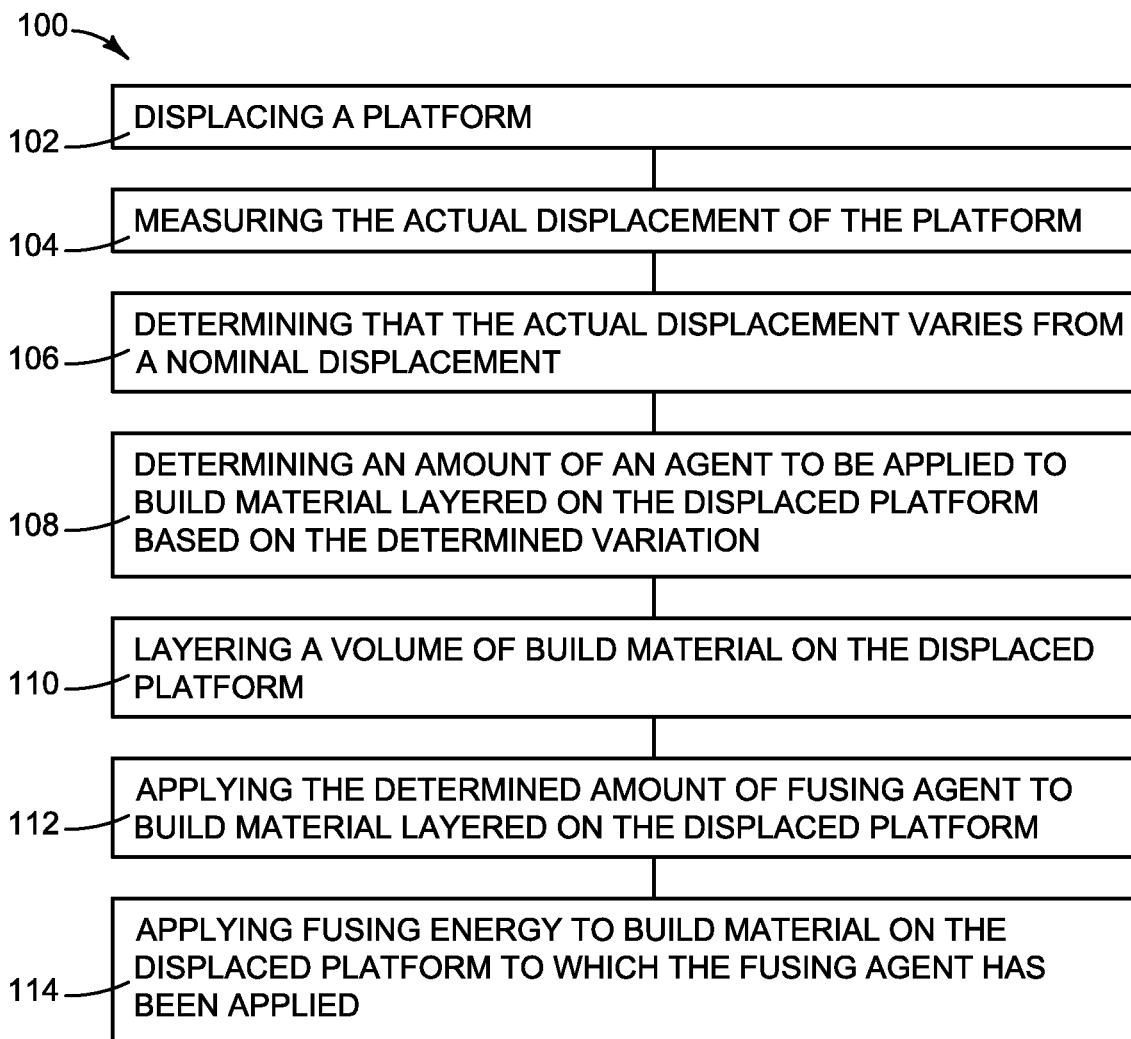 100
DISPLACING A PLATFORM
102
MEASURING THE ACTUAL DISPLACEMENT OF THE PLATFORM
104
DETERMINING THAT THE ACTUAL DISPLACEMENT VARIES FROM
A NOMINAL DISPLACEMENT
106
DETERMINING AN AMOUNT OF AN AGENT TO BE APPLIED TO
BUILD MATERIAL LAYERED ON THE DISPLACED PLATFORM
BASED ON THE DETERMINED VARIATION
108
LAYERING A VOLUME OF BUILD MATERIAL ON THE DISPLACED
PLATFORM
110
APPLYING THE DETERMINED AMOUNT OF FUSING AGENT TO
BUILD MATERIAL LAYERED ON THE DISPLACED PLATFORM
112
APPLYING FUSING ENERGY TO BUILD MATERIAL ON THE
DISPLACED PLATFORM TO WHICH THE FUSING AGENT HAS
BEEN APPLIED
114